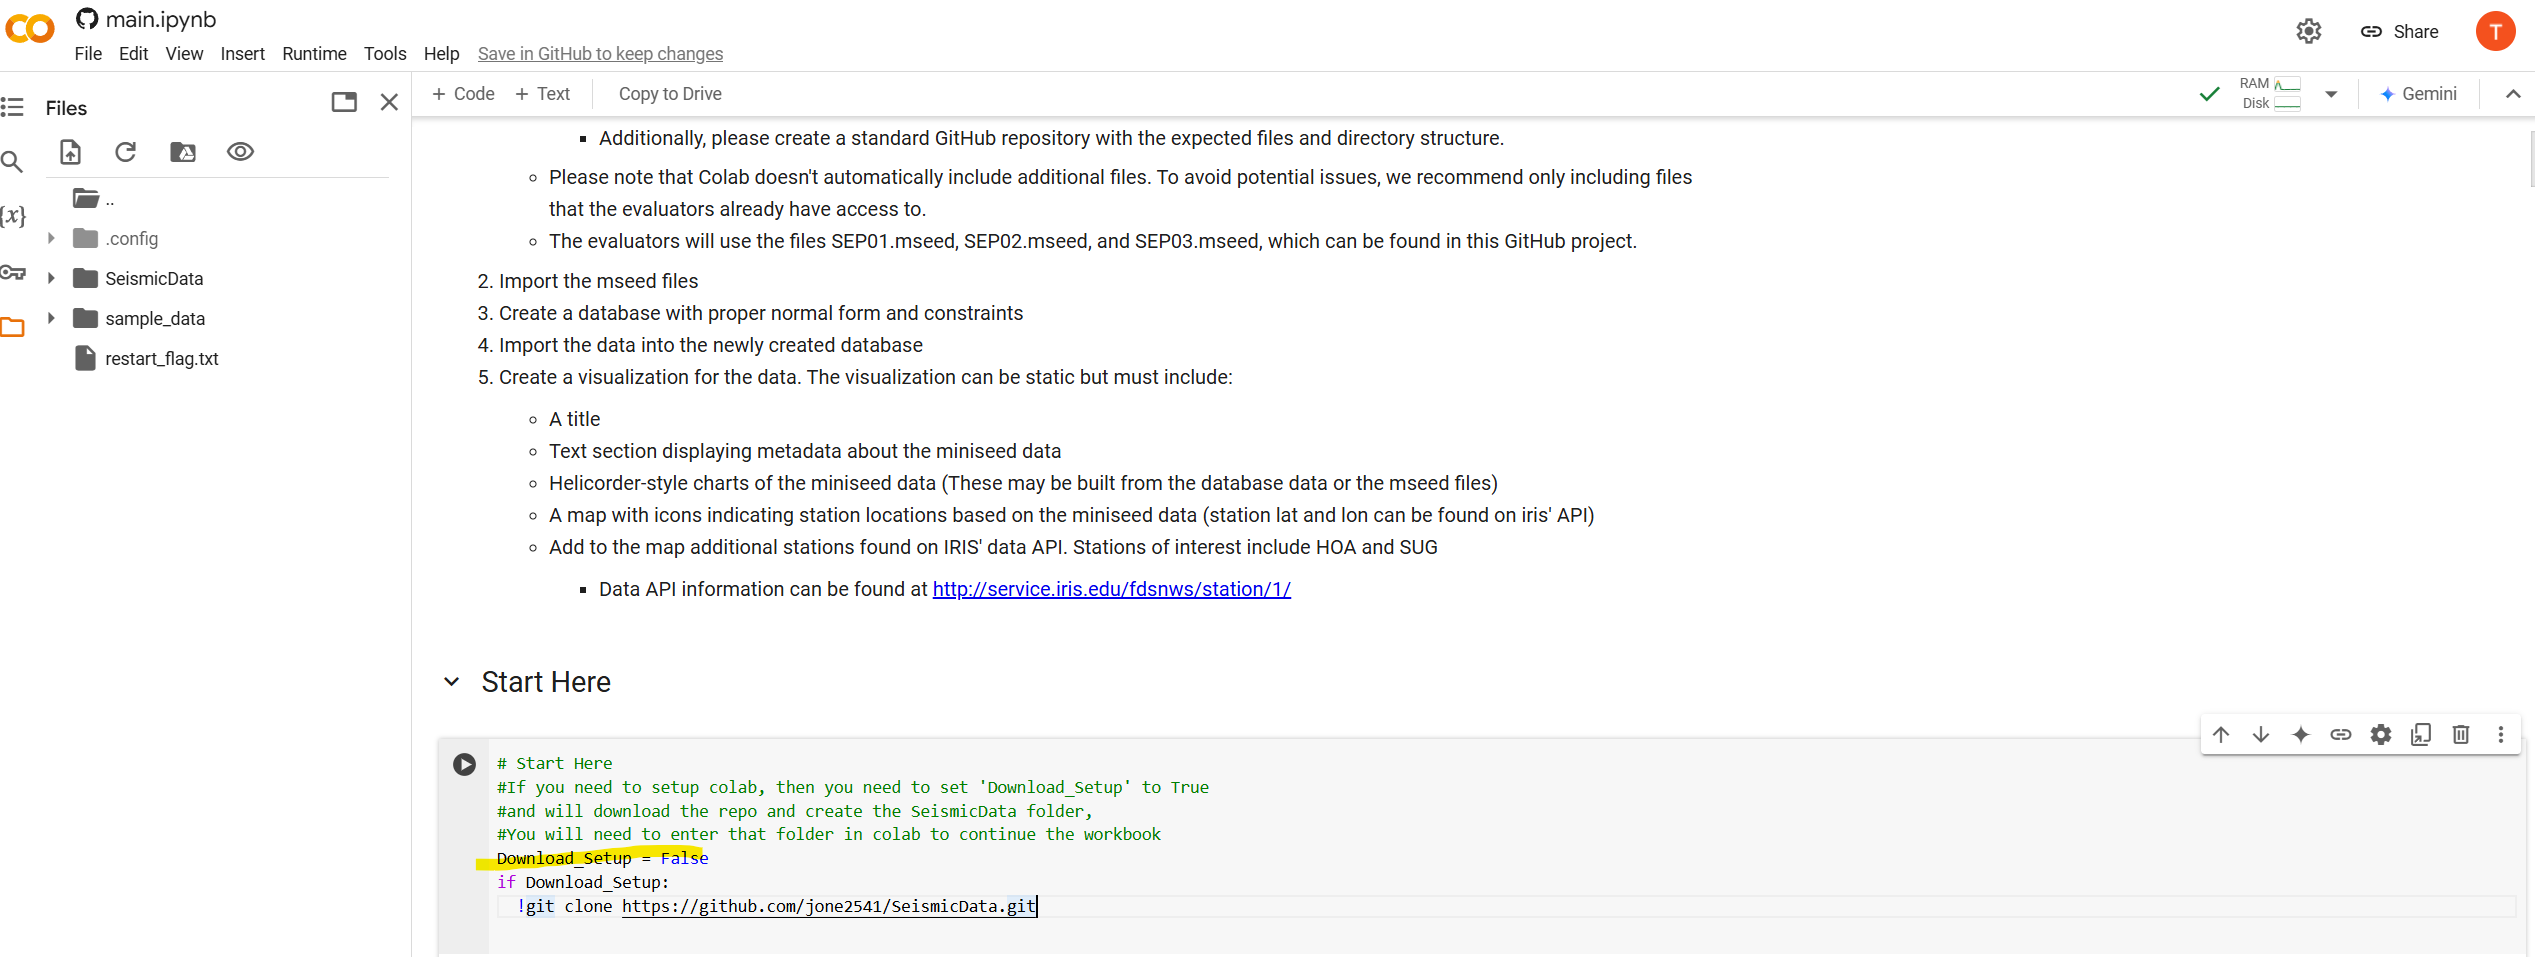 main.ipynb
File Edit View Insert Runtime Tools Help Save in GitHub to keep changes
Share
T
Files
+ Code + Text Copy to Drive
RAM
Disk
Gemini
..
.config
SeismicData
sample_data
restart_flag.txt
{x}
▪ Additionally, please create a standard GitHub repository with the expected files and directory structure.
◦ Please note that Colab doesn't automatically include additional files. To avoid potential issues, we recommend only including files
that the evaluators already have access to.
◦ The evaluators will use the files SEP01.mseed, SEP02.mseed, and SEP03.mseed, which can be found in this GitHub project.
2. Import the mseed files
3. Create a database with proper normal form and constraints
4. Import the data into the newly created database
5. Create a visualization for the data. The visualization can be static but must include:
◦ A title
◦ Text section displaying metadata about the miniseed data
◦ Helicorder-style charts of the miniseed data (These may be built from the database data or the mseed files)
◦ A map with icons indicating station locations based on the miniseed data (station lat and lon can be found on iris' API)
◦ Add to the map additional stations found on IRIS' data API. Stations of interest include HOA and SUG
▪ Data API information can be found at http://service.iris.edu/fdsnws/station/1/
Start Here
# Start Here
#If you need to setup colab, then you need to set 'Download_Setup' to True
#and will download the repo and create the SeismicData folder,
#You will need to enter that folder in colab to continue the workbook
Download_Setup = False
if Download_Setup:
!git clone https://github.com/jone2541/SeismicData.git